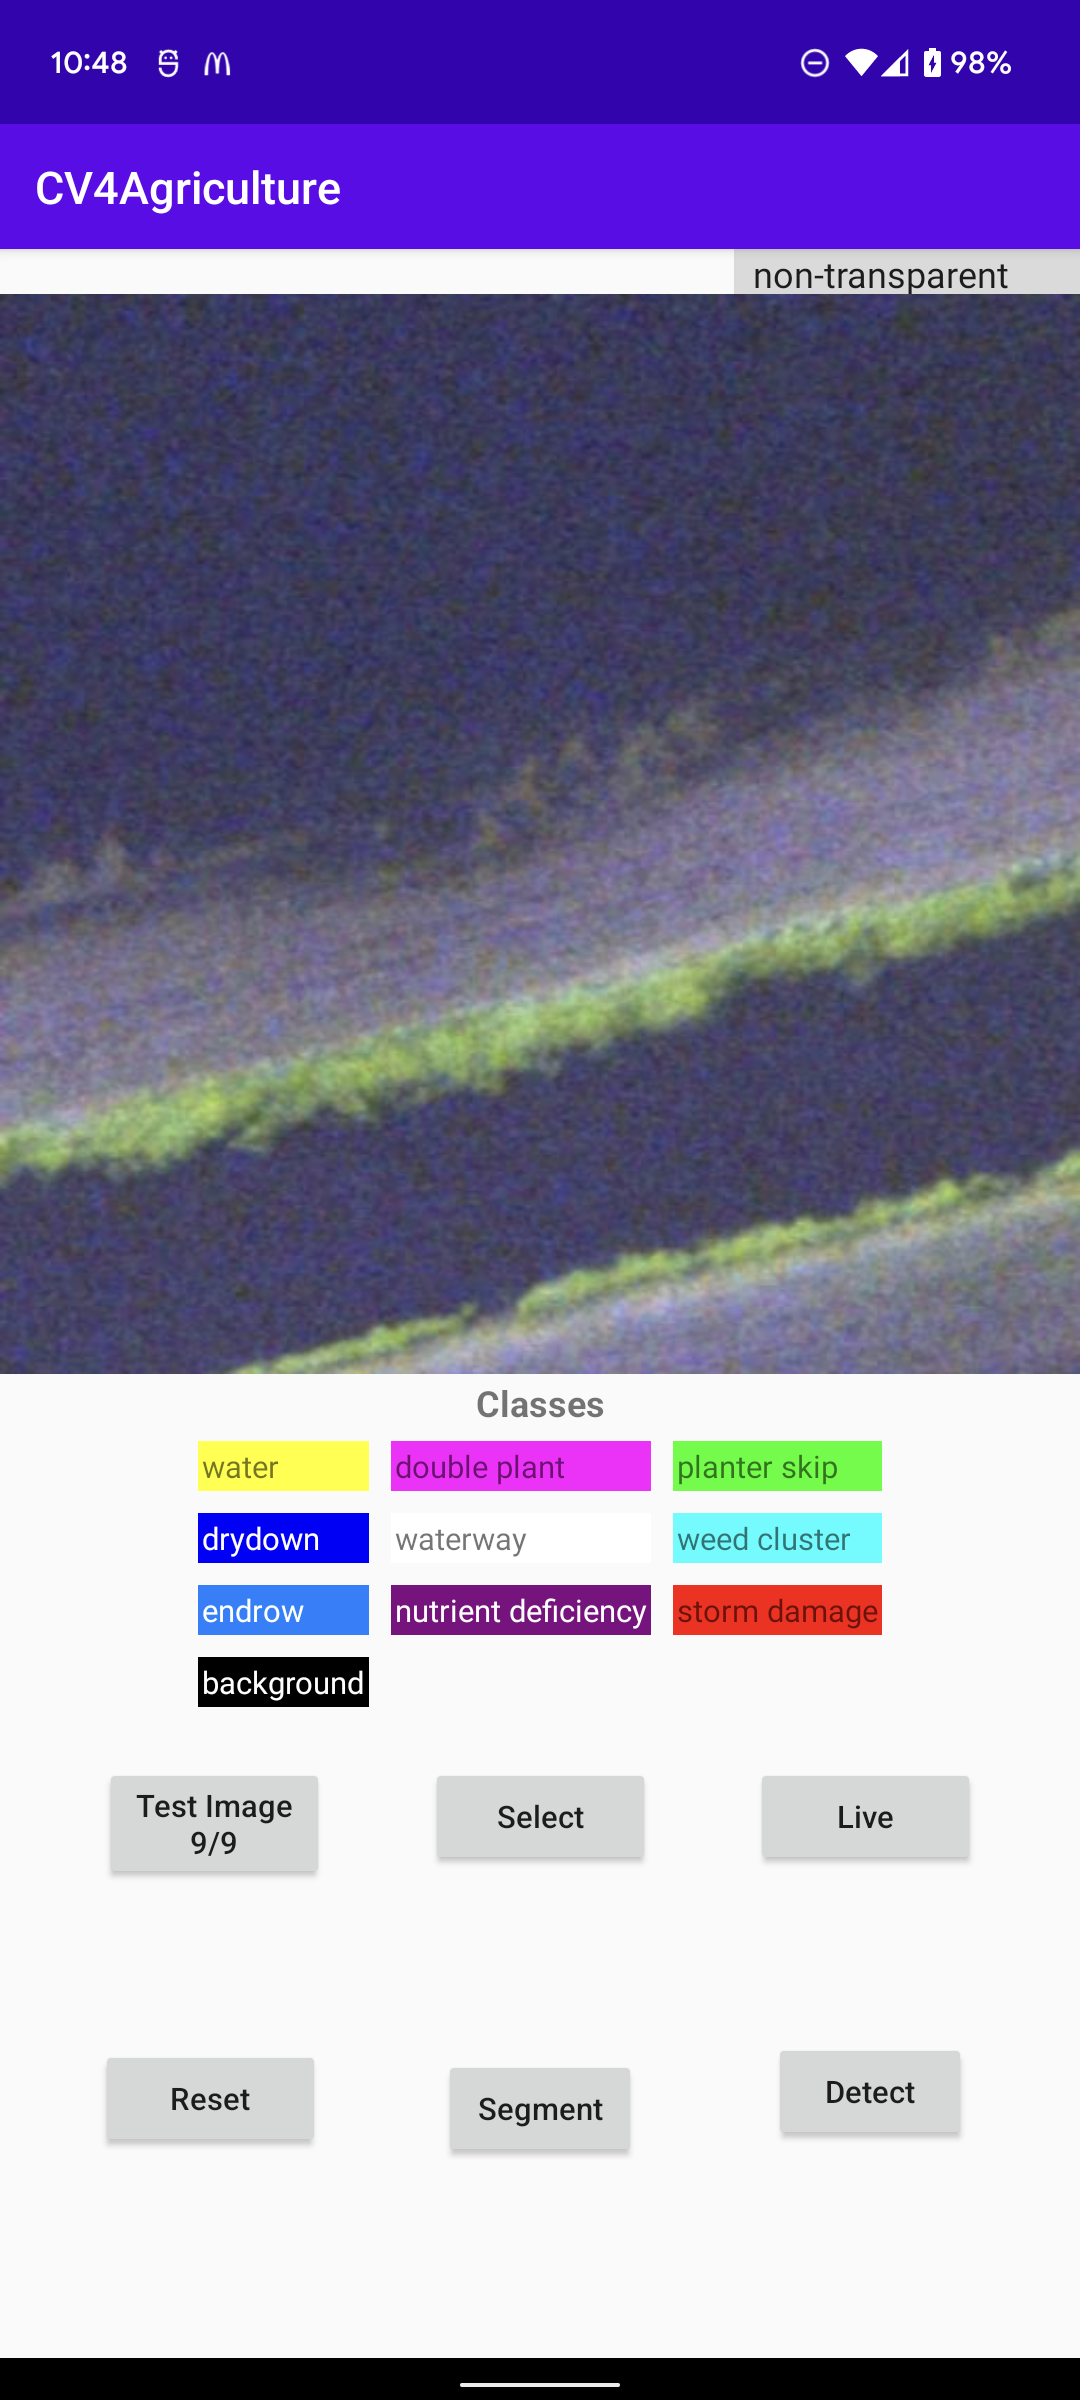 10:48 98%
CV4Agriculture
non-transparent
Classes
water double plant planter skip
drydown waterway weed cluster
endrow nutrient deficiency storm damage
background
Test Image
9/9
Select
Live
Reset
Segment
Detect